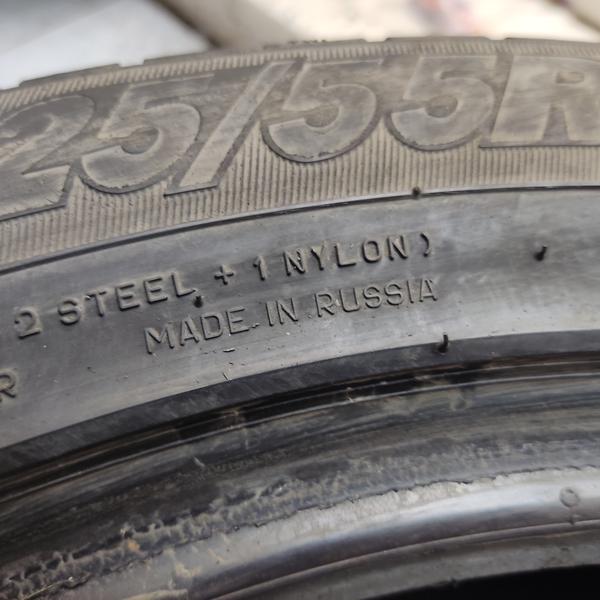 25/55R
2 STEEL + 1 NYLON)
MADE IN RUSSIA
R